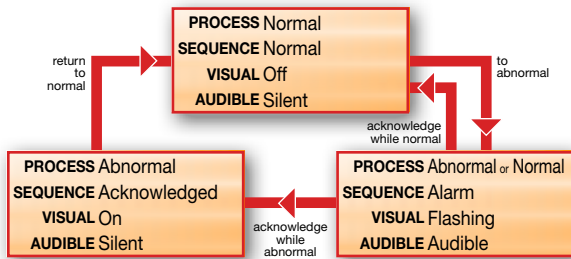 PROCESS Normal
SEQUENCE Normal
VISUAL Off
AUDIBLE Silent
return
to
normal
to
abnormal
acknowledge
while normal
PROCESS Abnormal
SEQUENCE Acknowledged
VISUAL On
AUDIBLE Silent
acknowledge
while
abnormal
PROCESS Abnormal or Normal
SEQUENCE Alarm
VISUAL Flashing
AUDIBLE Audible